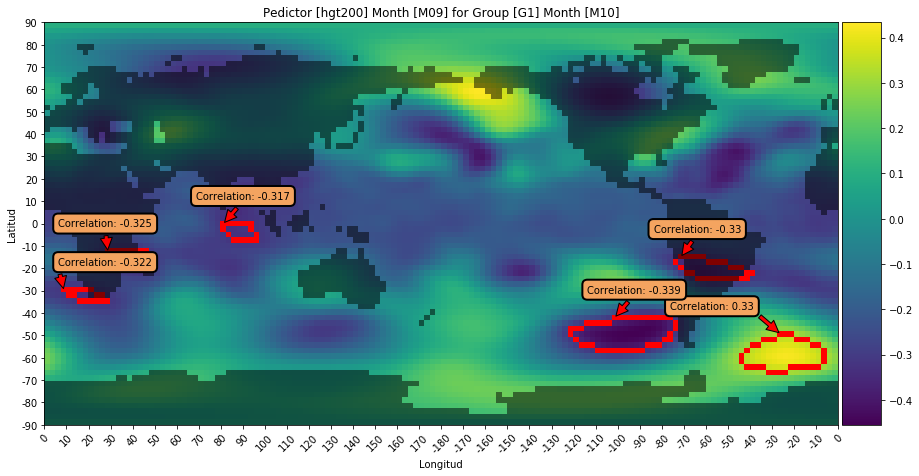 Pedictor [hgt200] Month [M09] for Group [G1] Month [M10]
90
80
70
60
50
40
30
20
10
0
-10
-20
-30
-40
-50
-60
-70
-80
-90
Latitud
Correlation: -0.317
Correlation: -0.325
Correlation: -0.33
Correlation: -0.322
Correlation: -0.339
Correlation: 0.33
0 10 20 30 40 50 60 70 80 90 100 110 120 130 140 150 160 170 180 -170 -160 -150 -140 -130 -120 -110 -100 -90 -80 -70 -60 -50 -40 -30 -20 -10 0
Longitud
0.4
0.3
0.2
0.1
0.0
-0.1
-0.2
-0.3
-0.4